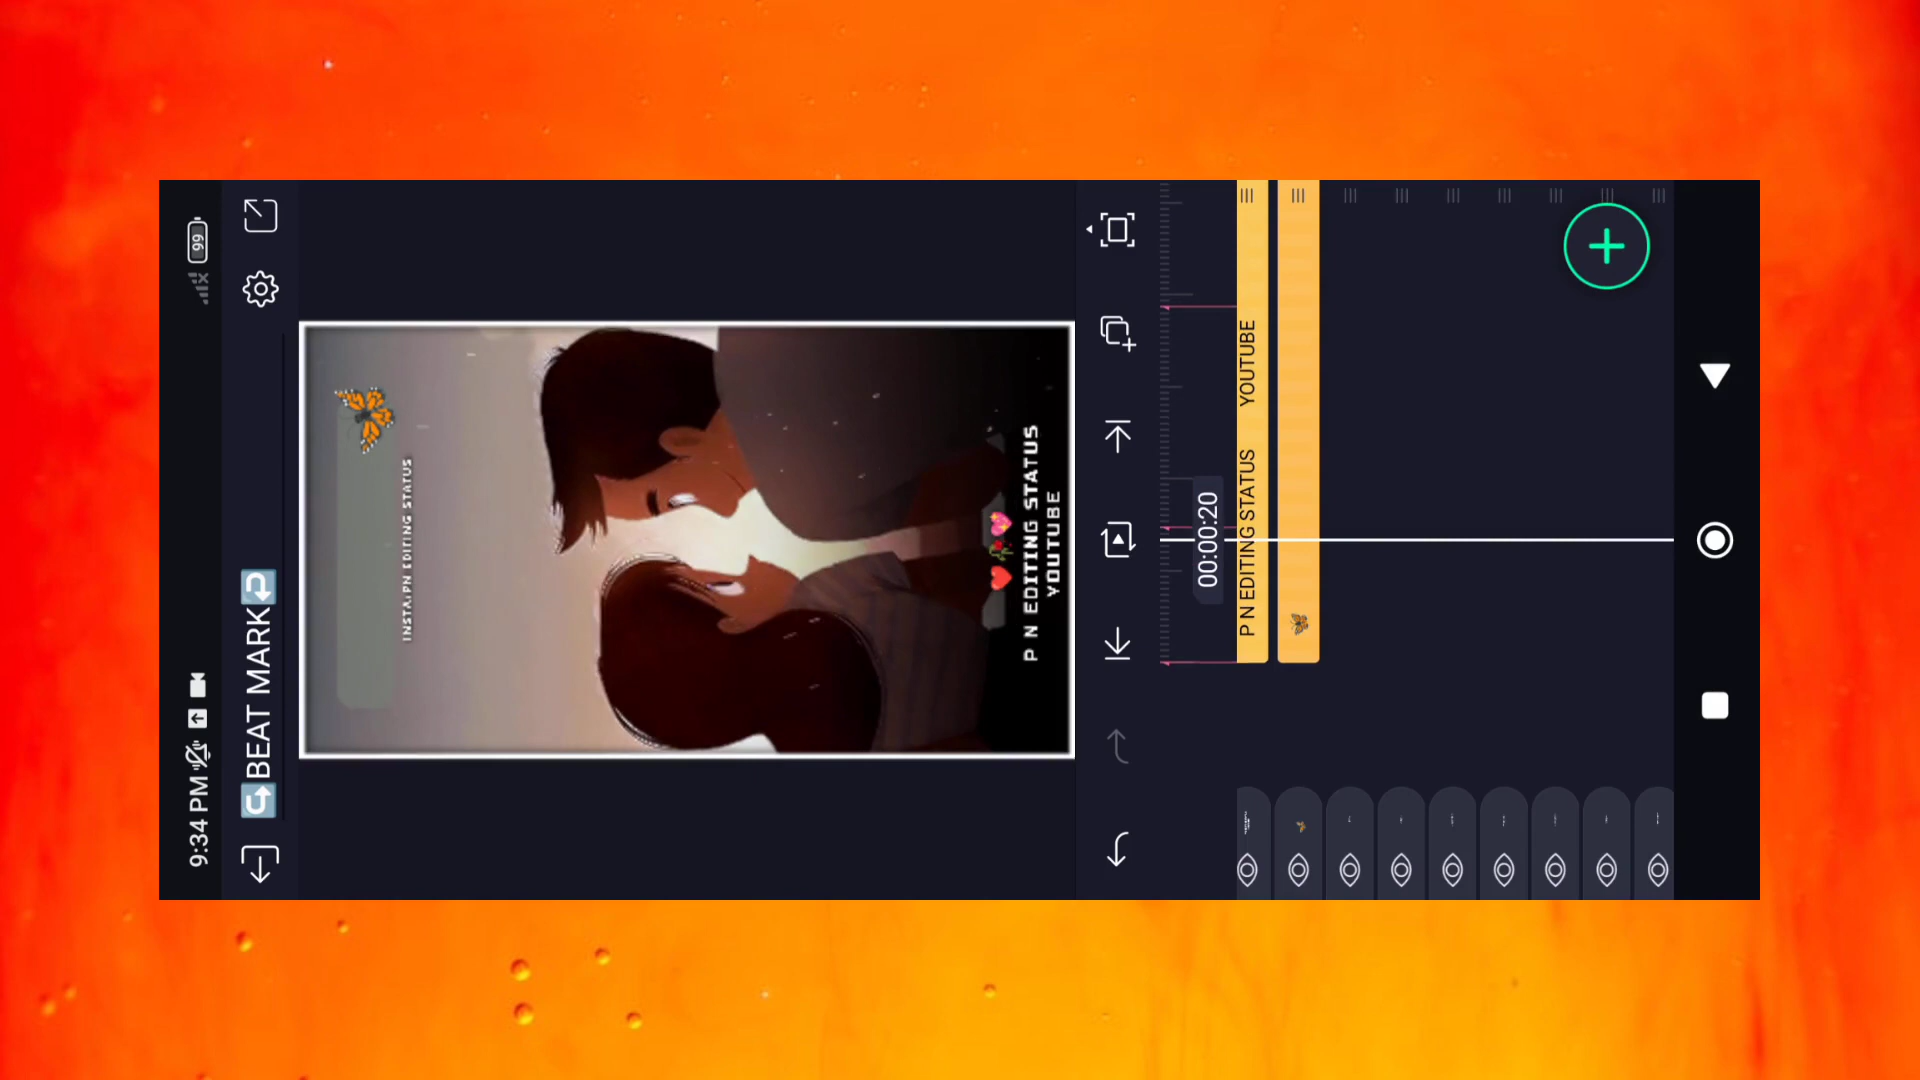 9:34 PM
99
BEAT MARK
INSTA:PN EDITING STATUS
P N EDITING STATUS
YOUTUBE
00:00:20
P N EDITING STATUS YOUTUBE